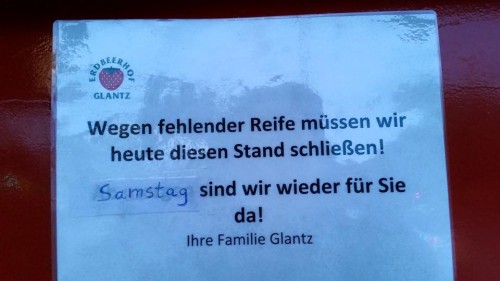 ERDBEERHOF
GLANTZ
Wegen fehlender Reife müssen wir
heute diesen Stand schließen!
Samstag sind wir wieder für Sie
da!
Ihre Familie Glantz